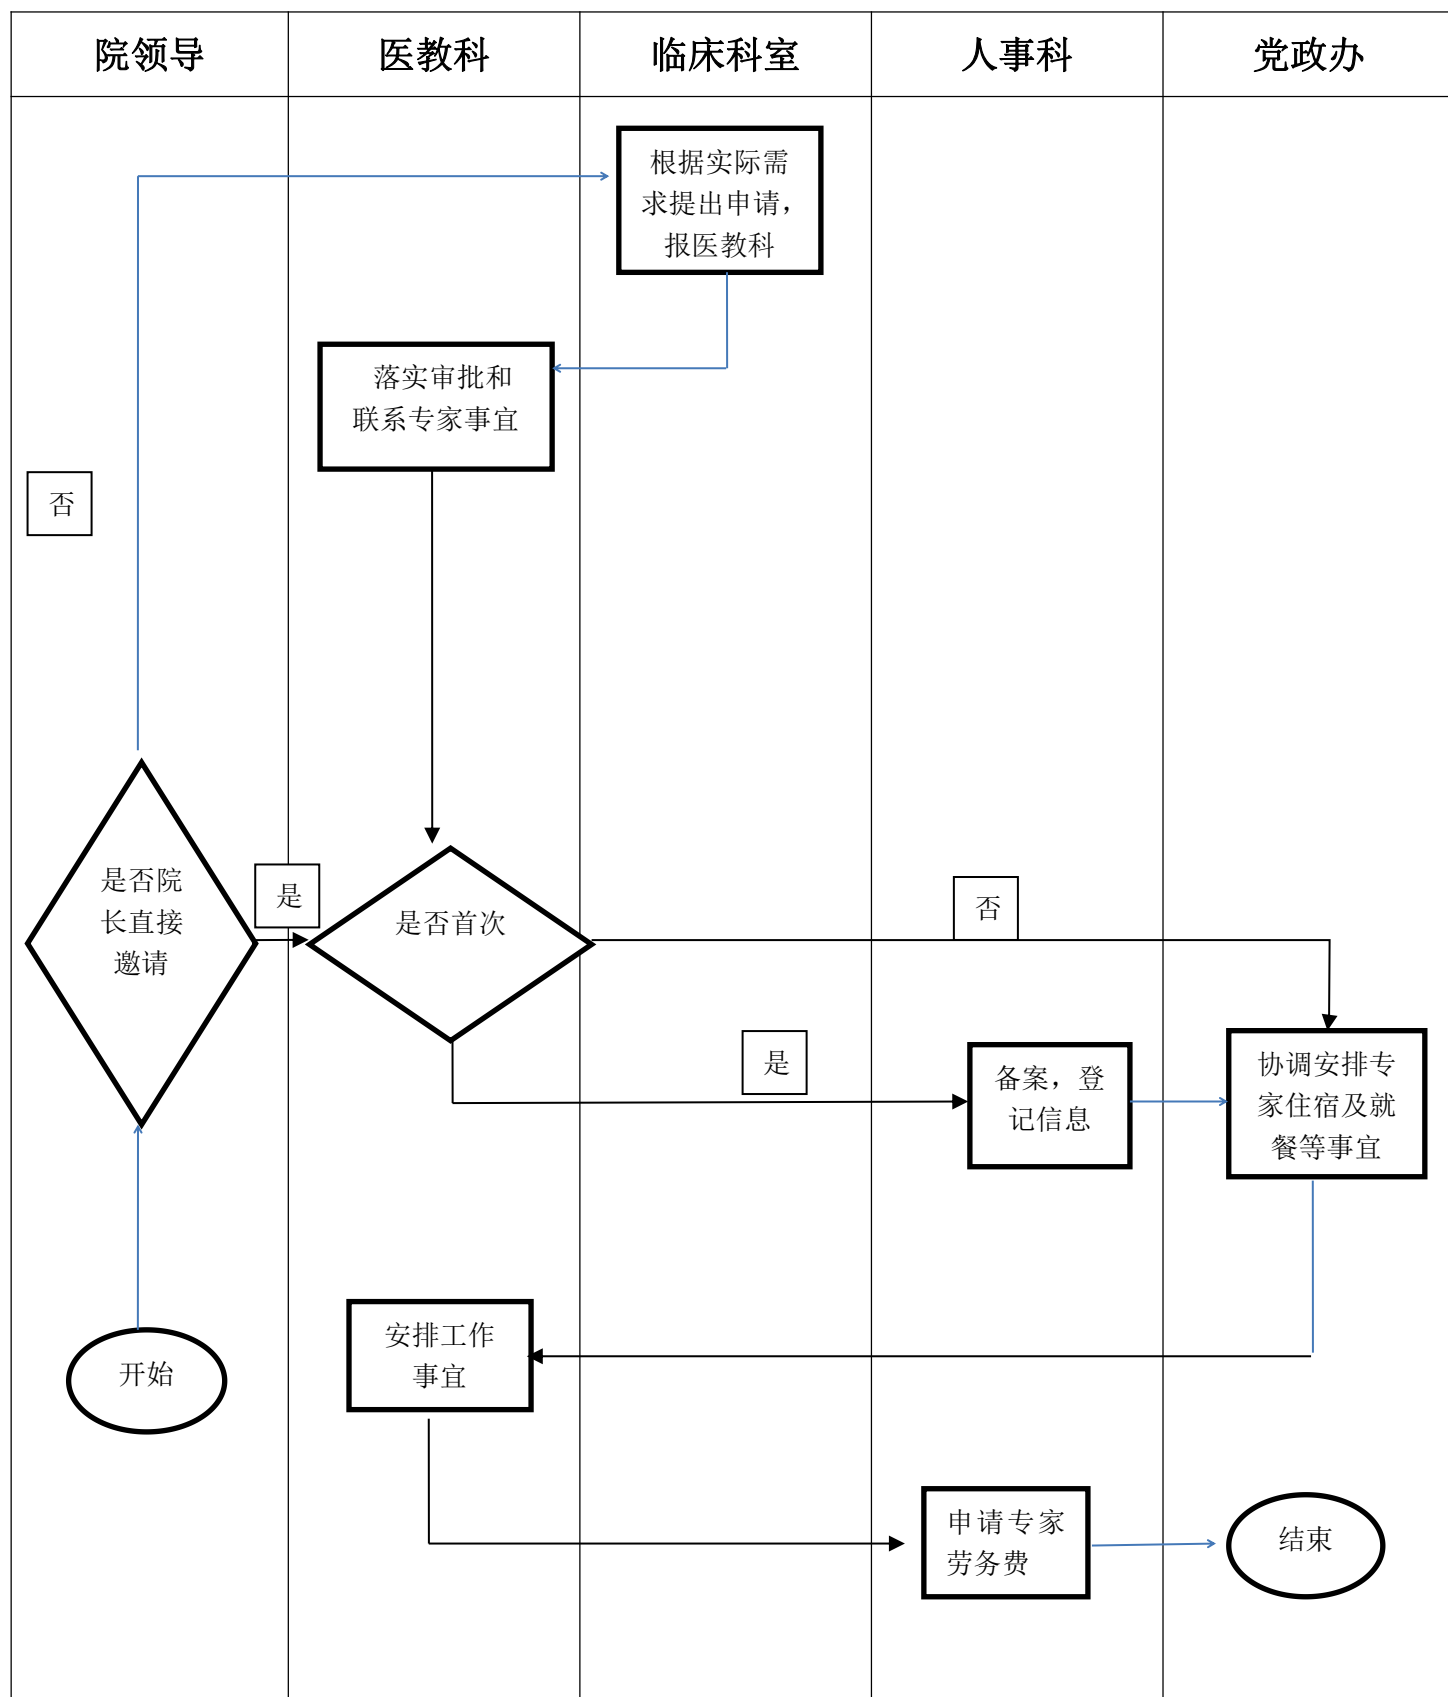 院领导
医教科
临床科室
人事科
党政办
根据实际需
求提出申请，
报医教科
落实审批和
联系专家事宜
否
是否院
长直接
邀请
是
是否首次
否
是
备案，登
记信息
协调安排专
家住宿及就
餐等事宜
开始
安排工作
事宜
申请专家
劳务费
结束